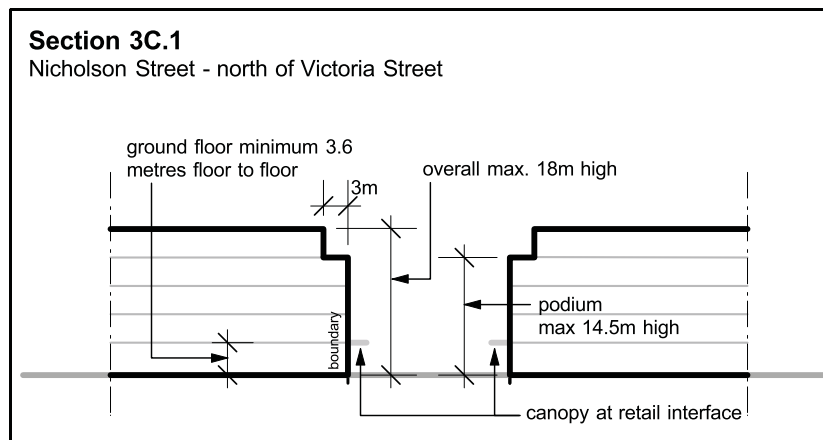 Section 3C.1
Nicholson Street - north of Victoria Street
ground floor minimum 3.6
metres floor to floor
3m
overall max. 18m high
podium
max 14.5m high
boundary
canopy at retail interface